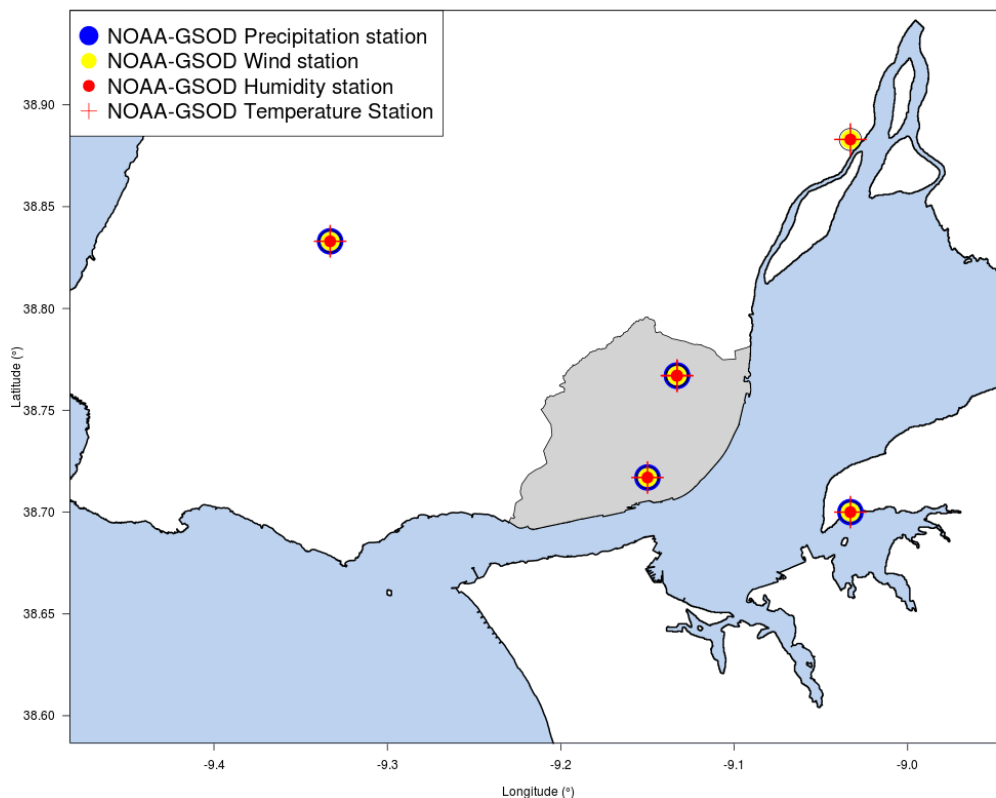 NOAA-GSOD Precipitation station
NOAA-GSOD Wind station
NOAA-GSOD Humidity station
NOAA-GSOD Temperature Station
38.90
38.85
38.80
38.75
38.70
38.65
38.60
Latitude (°)
-9.4
-9.3
-9.2
-9.1
-9.0
Longitude (°)